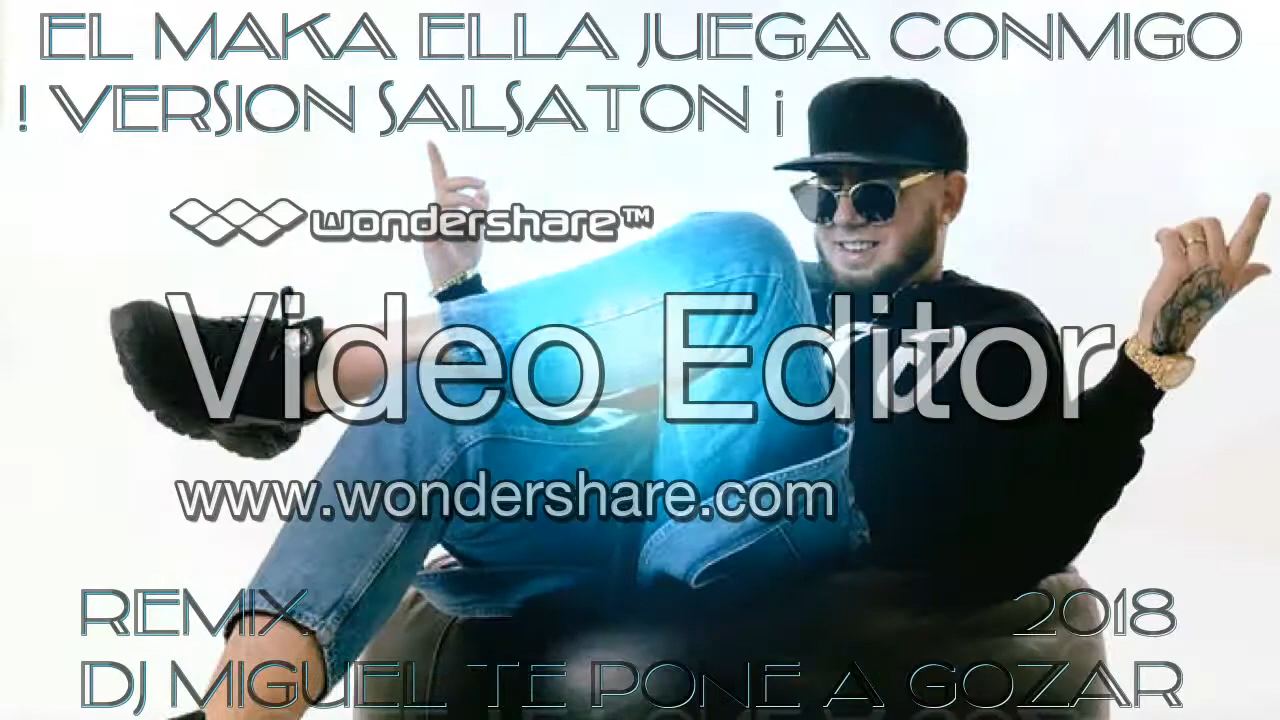 EL MAKA ELLA JUEGA CONMIGO
! VERSION SALSATON ¡
wondershare™
Video Editor
www.wondershare.com
REMIX 2018
DJ MIGUEL TE PONE A GOZAR